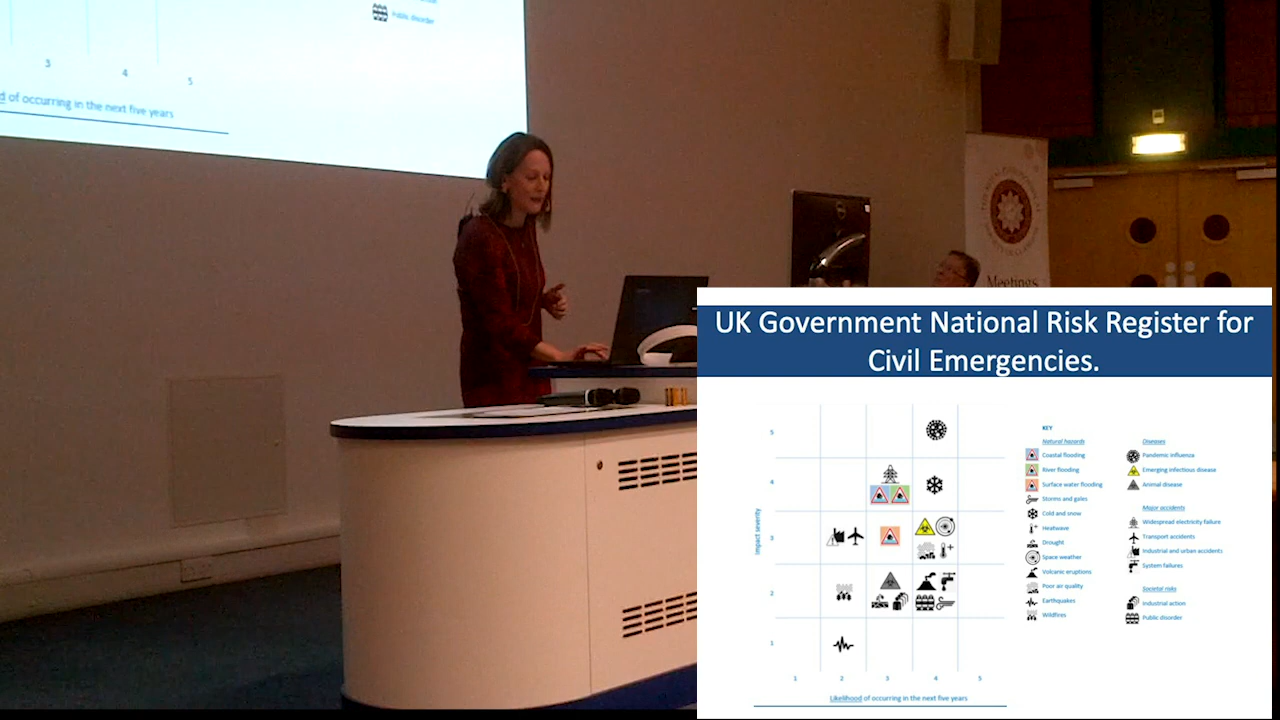 Public disorder
3
4
5
d of occurring in the next five years
Meetings
UK Government National Risk Register for
Civil Emergencies.
5
4
3
2
1
Impact severity
1
2
3
4
5
Likelihood of occurring in the next five years
KEY
Natural hazards
Coastal flooding
River flooding
Surface water flooding
Storms and gales
Cold and snow
Heatwave
Drought
Space weather
Volcanic eruptions
Poor air quality
Earthquakes
Wildfires
Diseases
Pandemic influenza
Emerging infectious disease
Animal disease
Major accidents
Widespread electricity failure
Transport accidents
Industrial and urban accidents
System failures
Societal risks
Industrial action
Public disorder